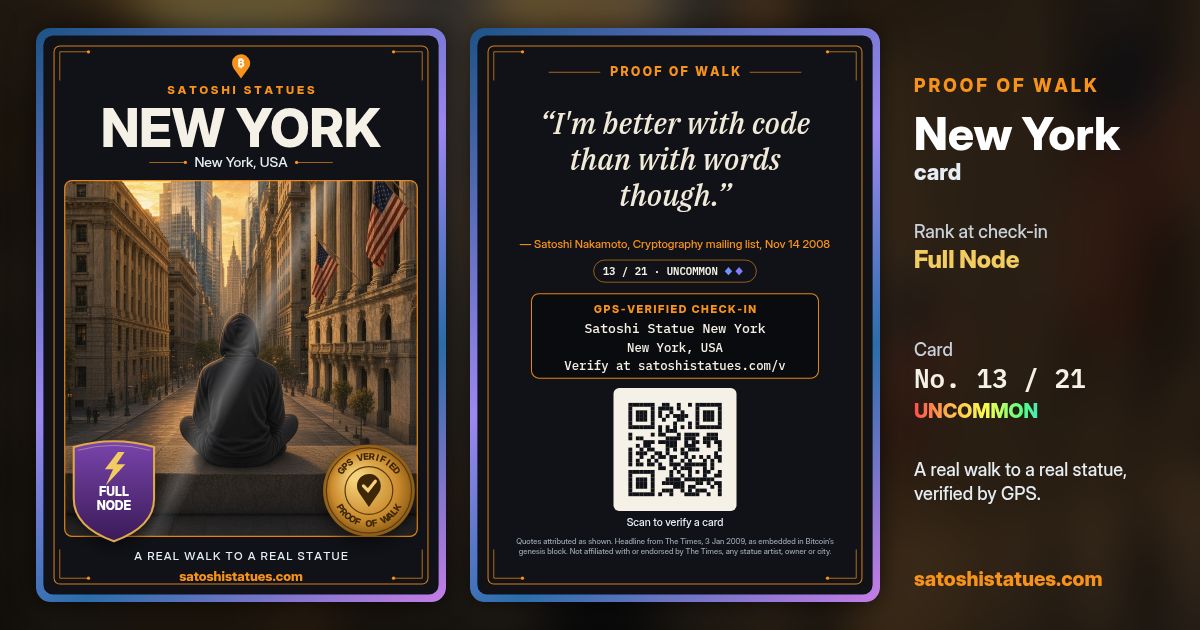 SATOSHI STATUES
NEW YORK
New York, USA
FULL
NODE
GPS VERIFIED
PROOF OF WALK
A REAL WALK TO A REAL STATUE
satoshistatues.com
PROOF OF WALK
“I'm better with code
than with words
though.”
— Satoshi Nakamoto, Cryptography mailing list, Nov 14 2008
13 / 21 · UNCOMMON
GPS-VERIFIED CHECK-IN
Satoshi Statue New York
New York, USA
Verify at satoshistatues.com/v
Scan to verify a card
Quotes attributed as shown. Headline from The Times, 3 Jan 2009, as embedded in Bitcoin's
genesis block. Not affiliated with or endorsed by The Times, any statue artist, owner or city.
PROOF OF WALK
New York
card
Rank at check-in
Full Node
Card
No. 13 / 21
UNCOMMON
A real walk to a real statue,
verified by GPS.
satoshistatues.com